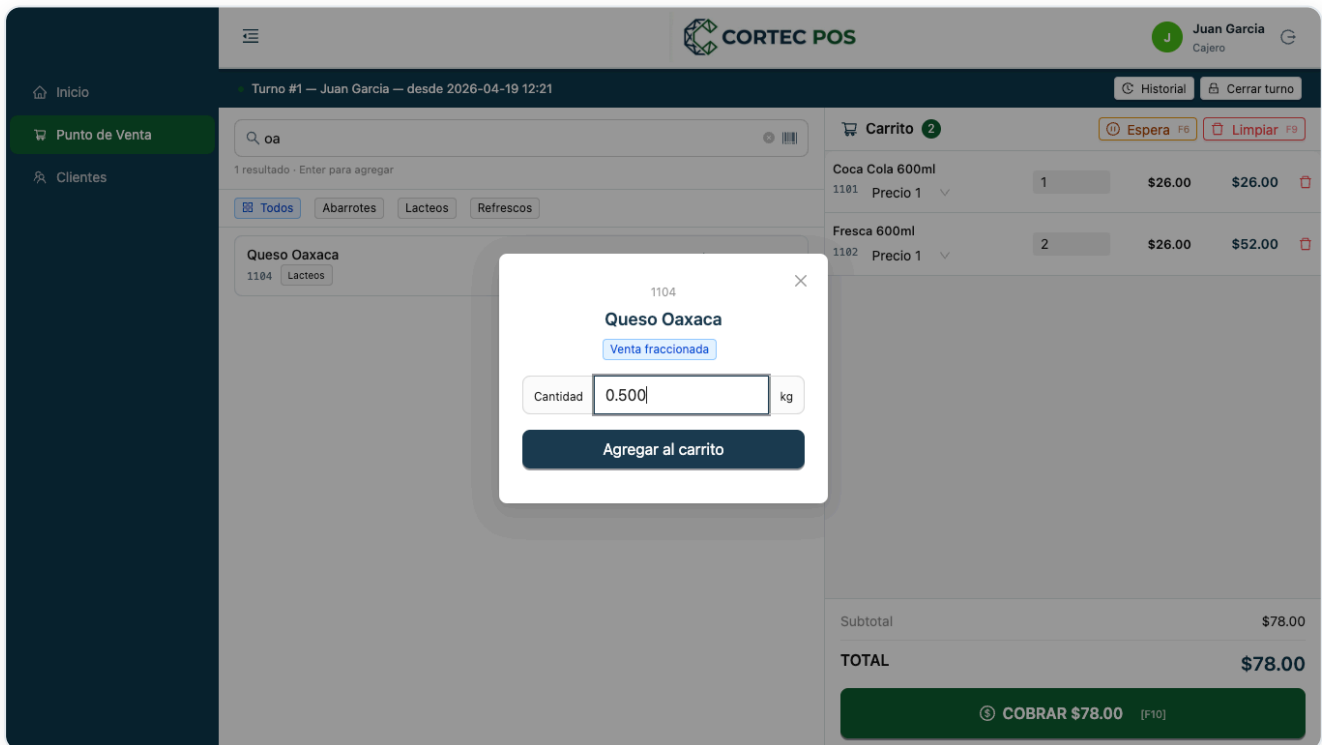 CORTEC POS
J
Juan Garcia
Cajero
Inicio
Punto de Venta
Clientes
Turno #1 — Juan Garcia — desde 2026-04-19 12:21
Historial
Cerrar turno
oa
1 resultado · Enter para agregar
Todos
Abarrotes
Lacteos
Refrescos
Queso Oaxaca
1104 Lacteos
1104
Queso Oaxaca
Venta fraccionada
Cantidad 0.500 kg
Agregar al carrito
Carrito 2
Espera F6
Limpiar F9
Coca Cola 600ml
1101 Precio 1 1 $26.00 $26.00
Fresca 600ml
1102 Precio 1 2 $26.00 $52.00
Subtotal $78.00
TOTAL $78.00
COBRAR $78.00 [F10]